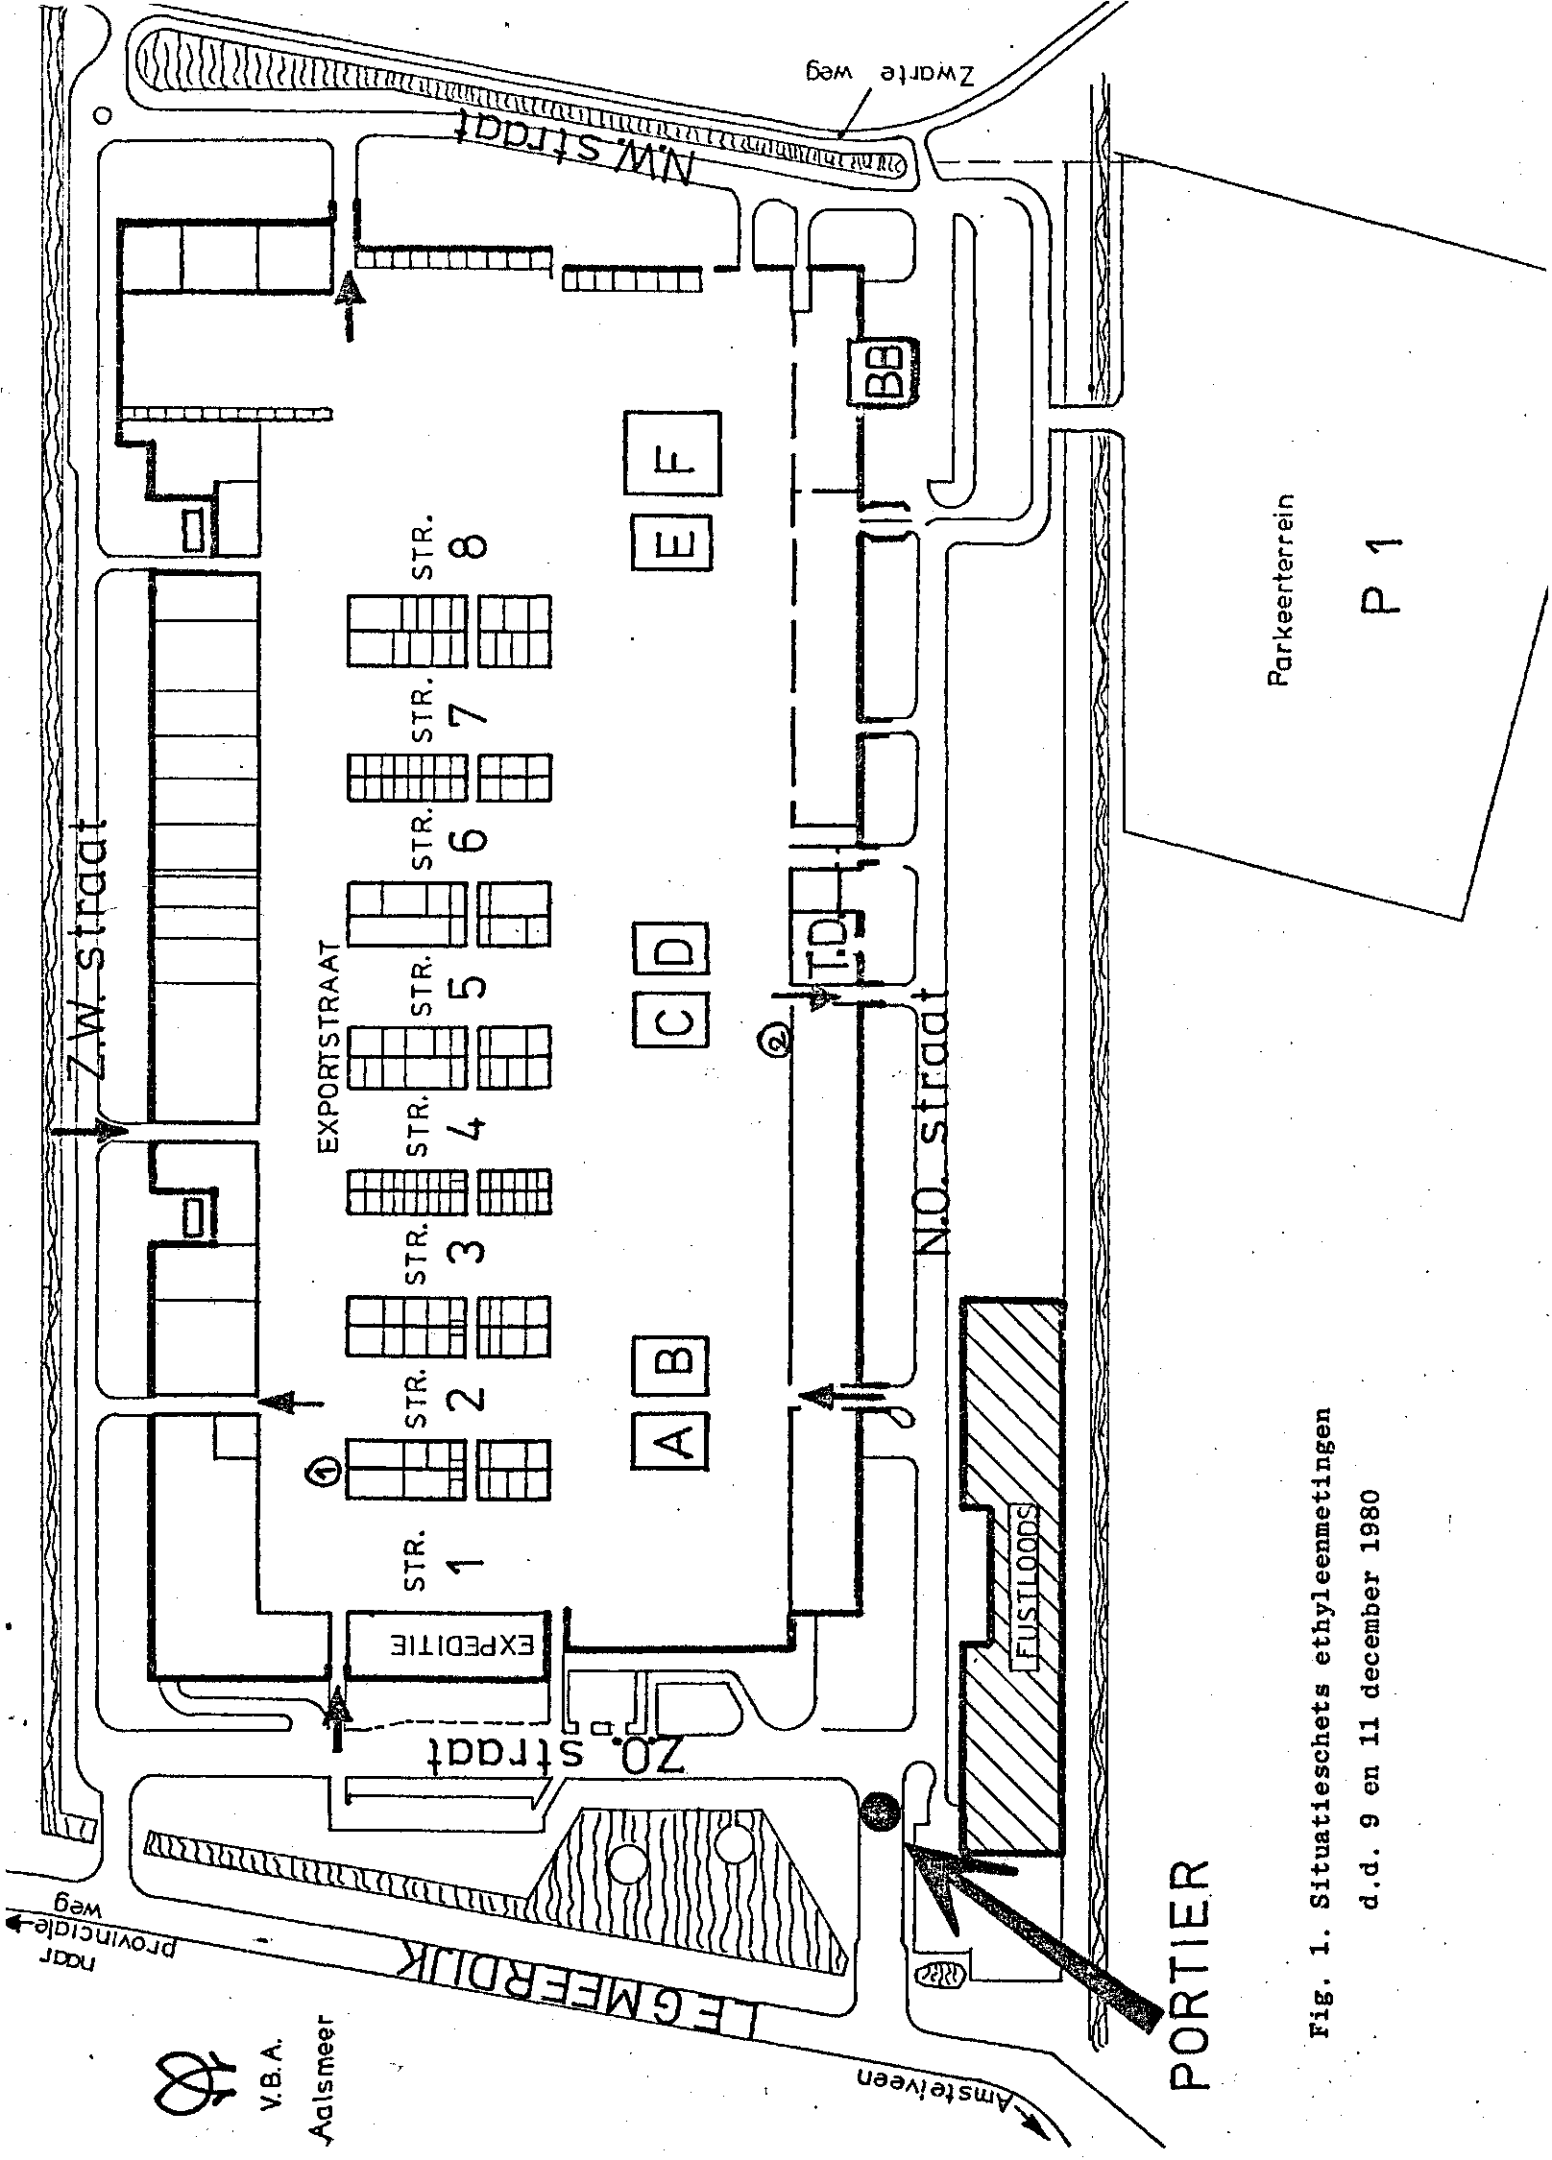 V.B.A.
Aalsmeer
naar
provinciale
weg
LEGMEERDIJK
Amstelveen
PORTIER
Z.O.
straat
Z.W. straat
N.W. straat
N.O. straat
Zwarte weg
EXPEDITIE
EXPORTSTRAAT
STR.
1
STR.
2
STR.
3
STR.
4
STR.
5
STR.
6
STR.
7
STR.
8
1
2
A
B
C
D
E
F
T.D.
BB
FUSTLOODS
Parkeerterrein
P 1
Fig. 1. Situatieschets ethyleenmetingen
d.d. 9 en 11 december 1980